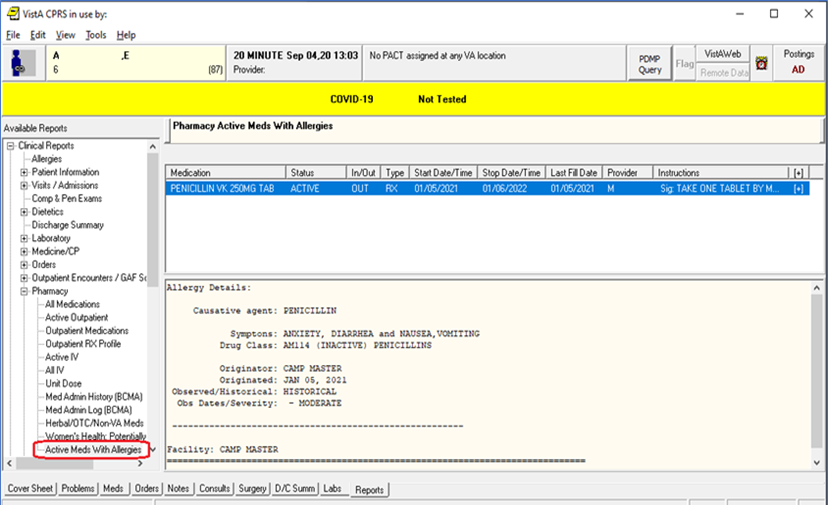 VistA CPRS in use by:
File Edit View Tools Help
A ,E
6 (87)
20 MINUTE Sep 04,20 13:03
Provider:
No PACT assigned at any VA location
PDMP
Query
Flag
VistAWeb
Remote Data
Postings
AD
COVID-19 Not Tested
Available Reports
Clinical Reports
Allergies
Patient Information
Visits / Admissions
Comp & Pen Exams
Dietetics
Discharge Summary
Laboratory
Medicine/CP
Orders
Outpatient Encounters / GAF Sc
Pharmacy
All Medications
Active Outpatient
Outpatient Medications
Outpatient RX Profile
Active IV
All IV
Unit Dose
Med Admin History (BCMA)
Med Admin Log (BCMA)
Herbal/OTC/Non-VA Meds
Women's Health: Potentially
Active Meds With Allergies
Pharmacy Active Meds With Allergies
Medication Status In/Out Type Start Date/Time Stop Date/Time Last Fill Date Provider Instructions [+]
PENICILLIN VK 250MG TAB ACTIVE OUT RX 01/05/2021 01/06/2022 01/05/2021 M Sig: TAKE ONE TABLET BY M... [+]
Allergy Details:
Causative agent: PENICILLIN
Symptons: ANXIETY, DIARRHEA and NAUSEA,VOMITING
Drug Class: AM114 (INACTIVE) PENICILLINS
Originator: CAMP MASTER
Originated: JAN 05, 2021
Observed/Historical: HISTORICAL
Obs Dates/Severity: - MODERATE
Facility: CAMP MASTER
Cover Sheet Problems Meds Orders Notes Consults Surgery D/C Summ Labs Reports